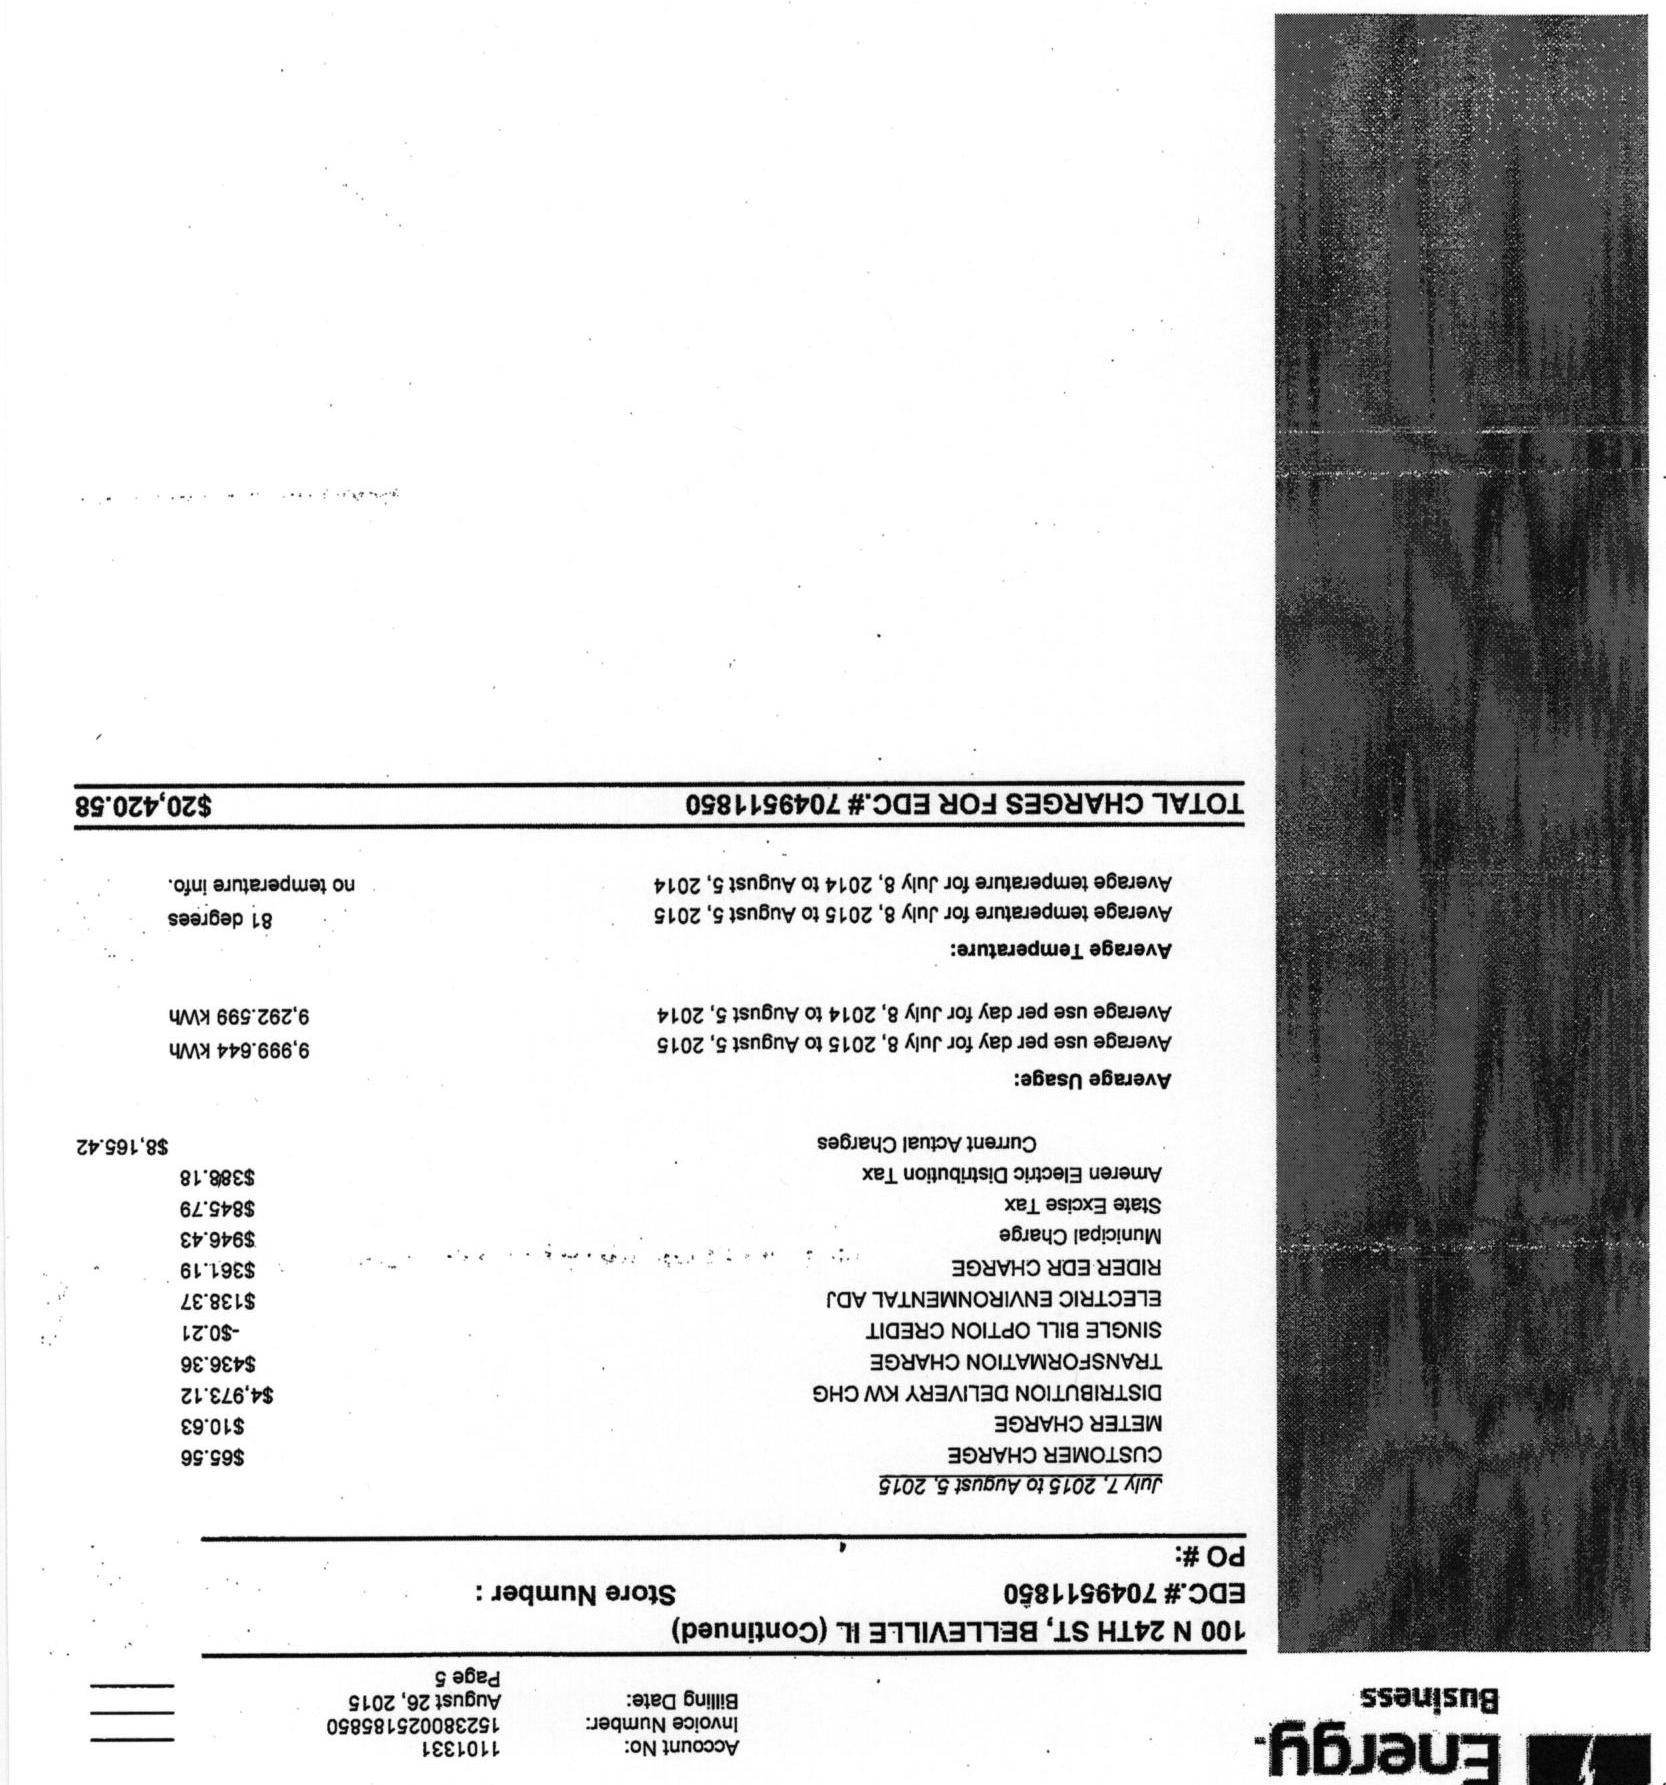 Energy
Business
Account No: 1101331
Invoice Number: 152380025185850
Billing Date: August 26, 2015
Page 5
100 N 24TH ST, BELLEVILLE IL (Continued)
EDC.# 7049511850 Store Number :
PO #:
July 7, 2015 to August 5, 2015
CUSTOMER CHARGE $65.56
METER CHARGE $10.63
DISTRIBUTION DELIVERY KW CHG $4,973.12
TRANSFORMATION CHARGE $436.36
SINGLE BILL OPTION CREDIT -$0.21
ELECTRIC ENVIRONMENTAL ADJ $138.37
RIDER EDR CHARGE $361.19
Municipal Charge $946.43
State Excise Tax $845.79
Ameren Electric Distribution Tax $388.18
Current Actual Charges $8,165.42
Average Usage:
Average use per day for July 8, 2015 to August 5, 2015 9,999.644 kWh
Average use per day for July 8, 2014 to August 5, 2014 9,292.599 kWh
Average Temperature:
Average temperature for July 8, 2015 to August 5, 2015 81 degrees
Average temperature for July 8, 2014 to August 5, 2014 no temperature info.
TOTAL CHARGES FOR EDC.# 7049511850 $20,420.58